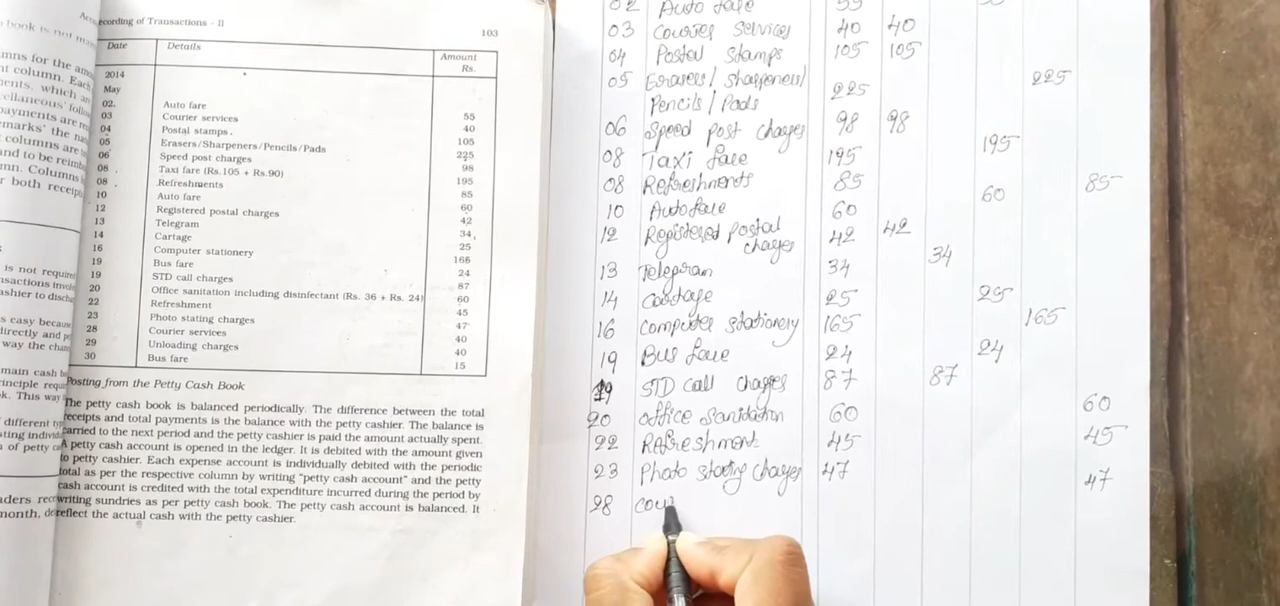 ecording of Transactions - II
103
Date Details Amount
Rs.
2014
May
02. Auto fare 55
03 Courier services 40
04 Postal stamps. 105
05 Erasers/Sharpeners/Pencils/Pads 225
06 Speed post charges 98
08 Taxi fare (Rs.105 + Rs.90) 195
08 Refreshments 85
10 Auto fare 60
12 Registered postal charges 42
13 Telegram 34
14 Cartage 25
16 Computer stationery 165
19 Bus fare 24
19 STD call charges 87
20 Office sanitation including disinfectant (Rs. 36 + Rs. 24) 60
22 Refreshment 45
23 Photo stating charges 47
28 Courier services 40
29 Unloading charges 40
30 Bus fare 15
Posting from the Petty Cash Book
The petty cash book is balanced periodically. The difference between the total
receipts and total payments is the balance with the petty cashier. The balance is
carried to the next period and the petty cashier is paid the amount actually spent.
A petty cash account is opened in the ledger. It is debited with the amount given
to petty cashier. Each expense account is individually debited with the periodic
total as per the respective column by writing "petty cash account" and the petty
cash account is credited with the total expenditure incurred during the period by
writing sundries as per petty cash book. The petty cash account is balanced. It
reflect the actual cash with the petty cashier.
02 Auto fare 55
03 Courier services 40 40
04 Postal stamps 105 105
05 Erasers/sharpeners/ 225
Pencils/Pads 225
06 Speed post charges 98 98
08 Taxi fare 195 195
08 Refreshments 85 85
10 Auto fare 60 60
12 Registered postal 42 42
charges
13 Telegram 34 34
14 Cartage 25 25
16 Computer stationery 165 165
19 Bus fare 24 24
19 STD call charges 87 87
20 Office sanitation 60 60
22 Refreshment 45 45
23 Photo stating charges 47 47
28 cou